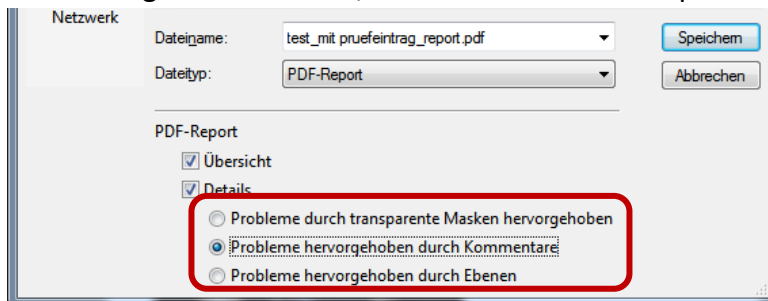 Netzwerk
Dateiname: test_mit pruefeintrag_report.pdf Speichern
Dateityp: PDF-Report Abbrechen
PDF-Report
Übersicht
Details
Probleme durch transparente Masken hervorgehoben
Probleme hervorgehoben durch Kommentare
Probleme hervorgehoben durch Ebenen